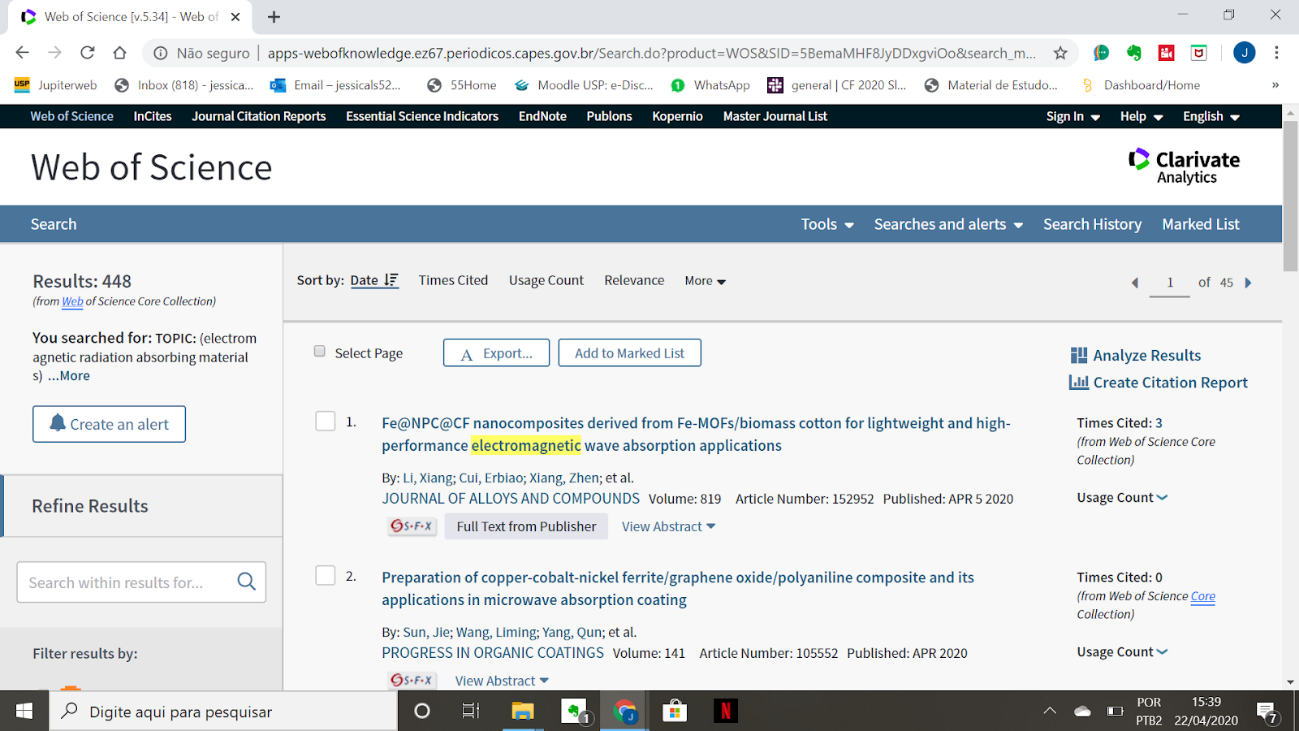 Web of Science [v.5.34] - Web of
Não seguro | apps-webofknowledge.ez67.periodicos.capes.gov.br/Search.do?product=WOS&SID=5BemaMHF8JyDDxgviOo&search_m...
J
USP Jupiterweb Inbox (818) - jessica... Email – jessicals52... 55Home Moodle USP: e-Disc... 1 WhatsApp general | CF 2020 Sl... Material de Estudo... Dashboard/Home »
Web of Science InCites Journal Citation Reports Essential Science Indicators EndNote Publons Kopernio Master Journal List Sign In Help English
Web of Science
Clarivate
Analytics
Search Tools Searches and alerts Search History Marked List
Results: 448
(from Web of Science Core Collection)
You searched for: TOPIC: (electrom
agnetic radiation absorbing material
s) ...More
Create an alert
Refine Results
Search within results for...
Filter results by:
Sort by: Date Times Cited Usage Count Relevance More
1 of 45
Select Page A Export... Add to Marked List
Analyze Results
Create Citation Report
1. Fe@NPC@CF nanocomposites derived from Fe-MOFs/biomass cotton for lightweight and high-
performance electromagnetic wave absorption applications
By: Li, Xiang; Cui, Erbiao; Xiang, Zhen; et al.
JOURNAL OF ALLOYS AND COMPOUNDS Volume: 819 Article Number: 152952 Published: APR 5 2020
S·F·X Full Text from Publisher View Abstract
Times Cited: 3
(from Web of Science Core
Collection)
Usage Count
2. Preparation of copper-cobalt-nickel ferrite/graphene oxide/polyaniline composite and its
applications in microwave absorption coating
By: Sun, Jie; Wang, Liming; Yang, Qun; et al.
PROGRESS IN ORGANIC COATINGS Volume: 141 Article Number: 105552 Published: APR 2020
S·F·X View Abstract
Times Cited: 0
(from Web of Science Core
Collection)
Usage Count
Digite aqui para pesquisar
1
J
N
POR
PTB2
15:39
22/04/2020
7